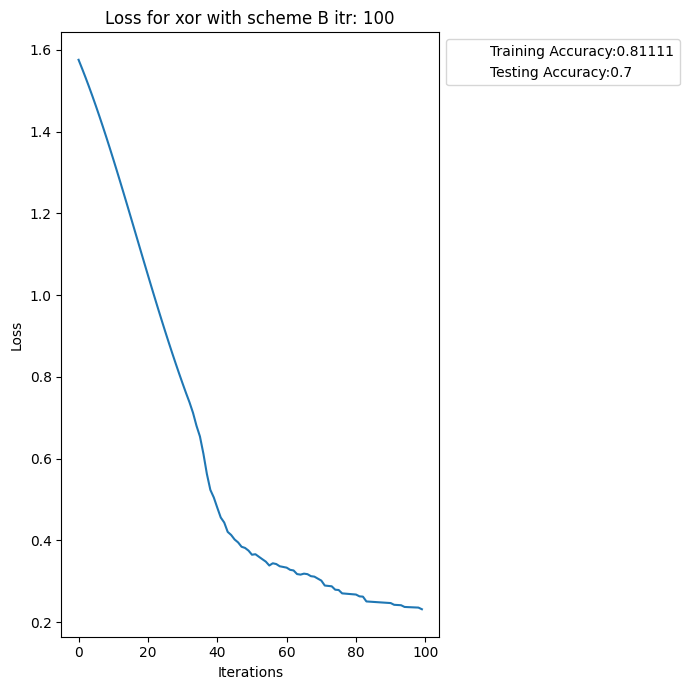 Loss for xor with scheme B itr: 100
Training Accuracy:0.81111
Testing Accuracy:0.7
1.6
1.4
1.2
1.0
0.8
0.6
0.4
0.2
Loss
0 20 40 60 80 100
Iterations